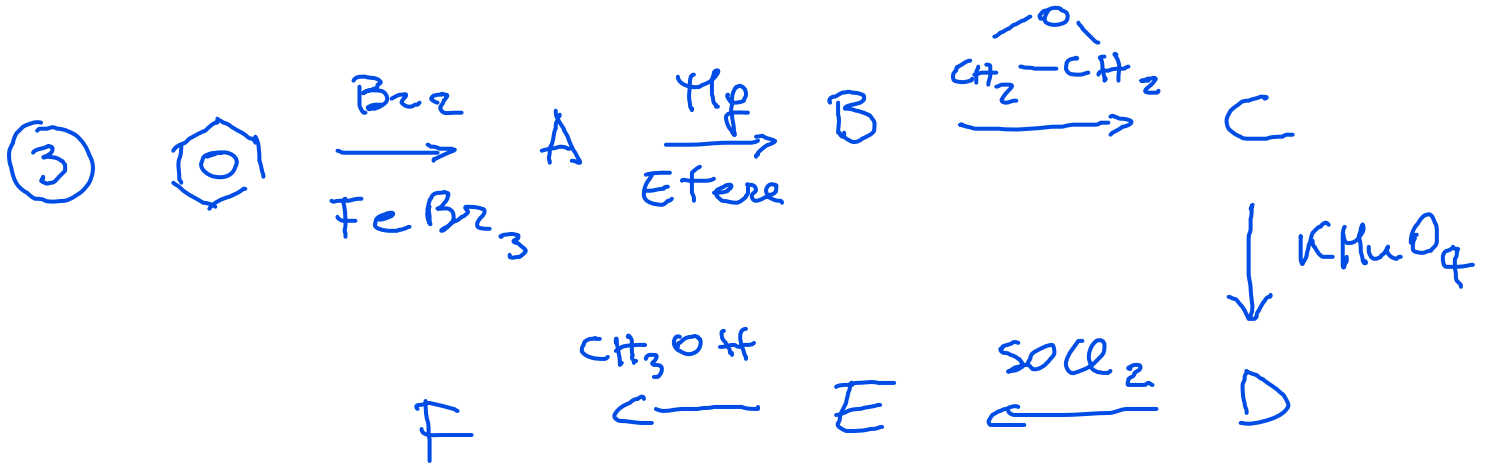 3 Br2 A Mg B CH2—CH2 O C
FeBr3 Etere
KMnO4
F CH3OH E SOCl2 D